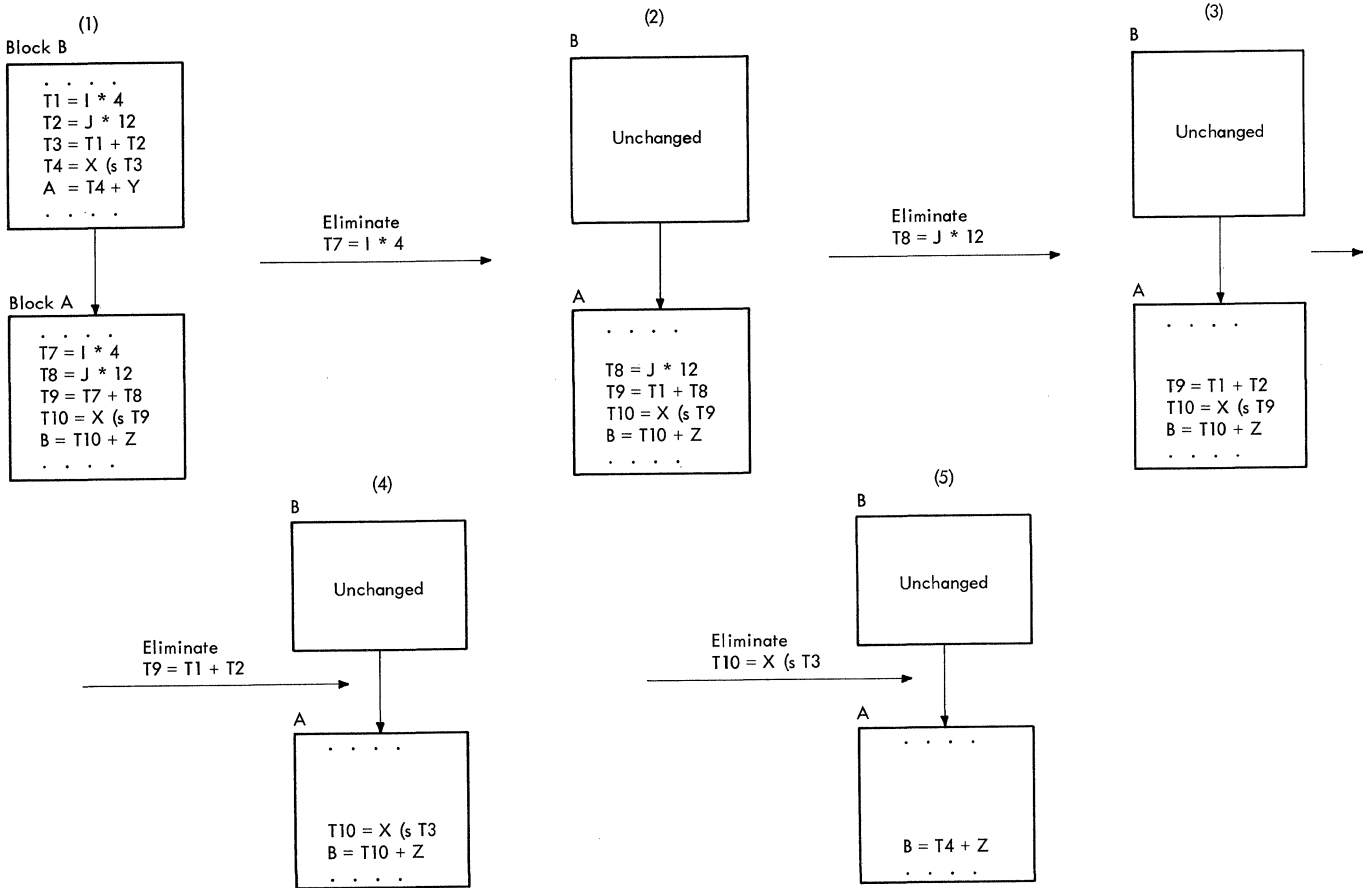 (1)
Block B
. . . .
T1 = I * 4
T2 = J * 12
T3 = T1 + T2
T4 = X (s T3
A = T4 + Y
. . . .
Block A
. . . .
T7 = I * 4
T8 = J * 12
T9 = T7 + T8
T10 = X (s T9
B = T10 + Z
. . . .
Eliminate
T7 = I * 4
(2)
B
Unchanged
A
. . . .
T8 = J * 12
T9 = T1 + T8
T10 = X (s T9
B = T10 + Z
. . . .
Eliminate
T8 = J * 12
(3)
B
Unchanged
A
. . . .
T9 = T1 + T2
T10 = X (s T9
B = T10 + Z
. . . .
Eliminate
T9 = T1 + T2
(4)
B
Unchanged
A
. . . .
T10 = X (s T3
B = T10 + Z
. . . .
Eliminate
T10 = X (s T3
(5)
B
Unchanged
A
. . . .
B = T4 + Z
. . . .